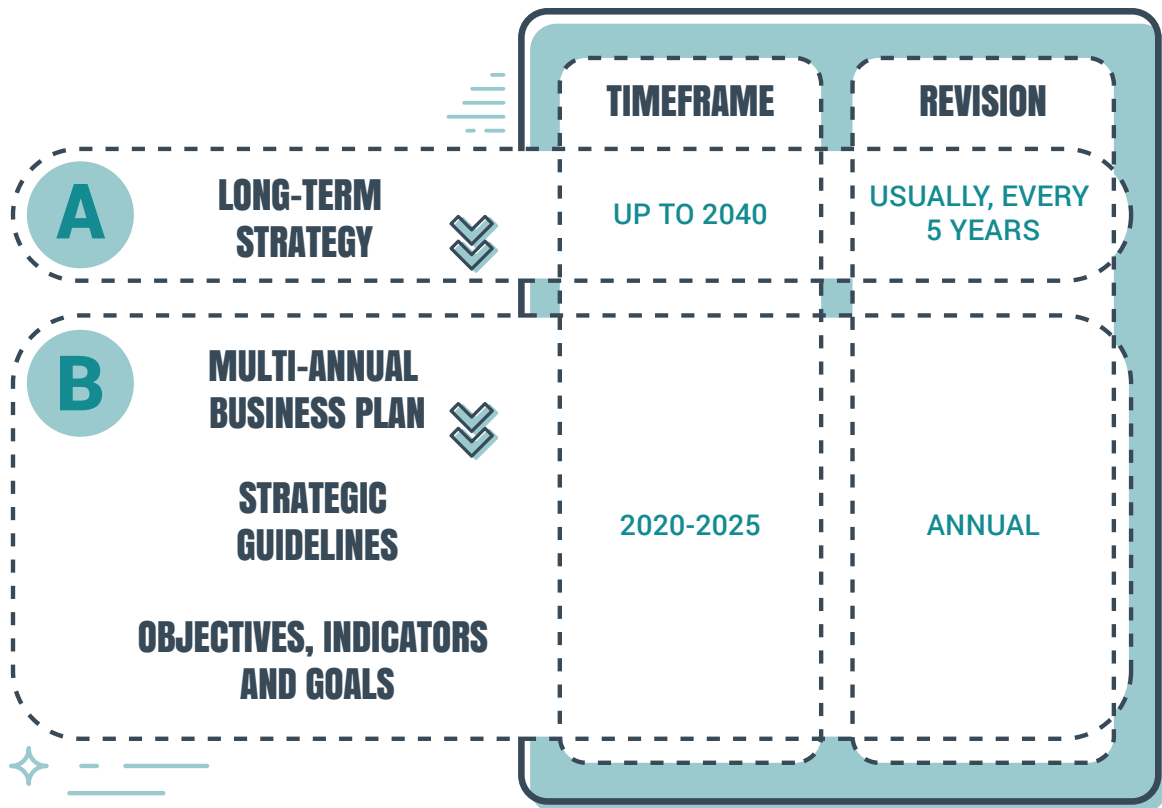 TIMEFRAME
REVISION
A
LONG-TERM
STRATEGY
UP TO 2040
USUALLY, EVERY
5 YEARS
B
MULTI-ANNUAL
BUSINESS PLAN
STRATEGIC
GUIDELINES
2020-2025
ANNUAL
OBJECTIVES, INDICATORS
AND GOALS